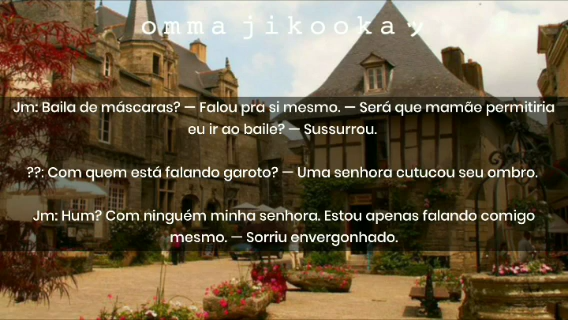 omma jikookay
Jm: Baila de máscaras? — Falou pra si mesmo. — Será que mamãe permitiria
eu ir ao baile? — Sussurrou.
??: Com quem está falando garoto? — Uma senhora cutucou seu ombro.
Jm: Hum? Com ninguém minha senhora. Estou apenas falando comigo
mesmo. — Sorriu envergonhado.